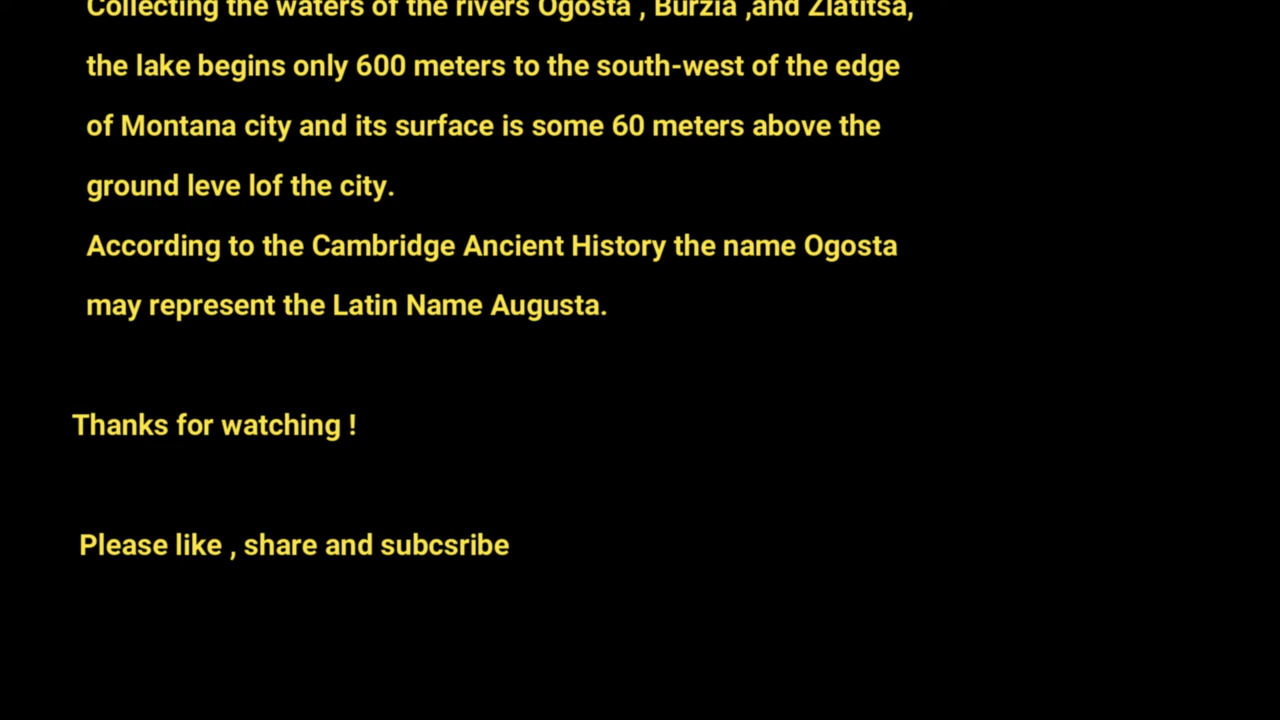 Collecting the waters of the rivers Ogosta , Burzia ,and Zlatitsa,
the lake begins only 600 meters to the south-west of the edge
of Montana city and its surface is some 60 meters above the
ground leve lof the city.
According to the Cambridge Ancient History the name Ogosta
may represent the Latin Name Augusta.
Thanks for watching !
Please like , share and subcsribe